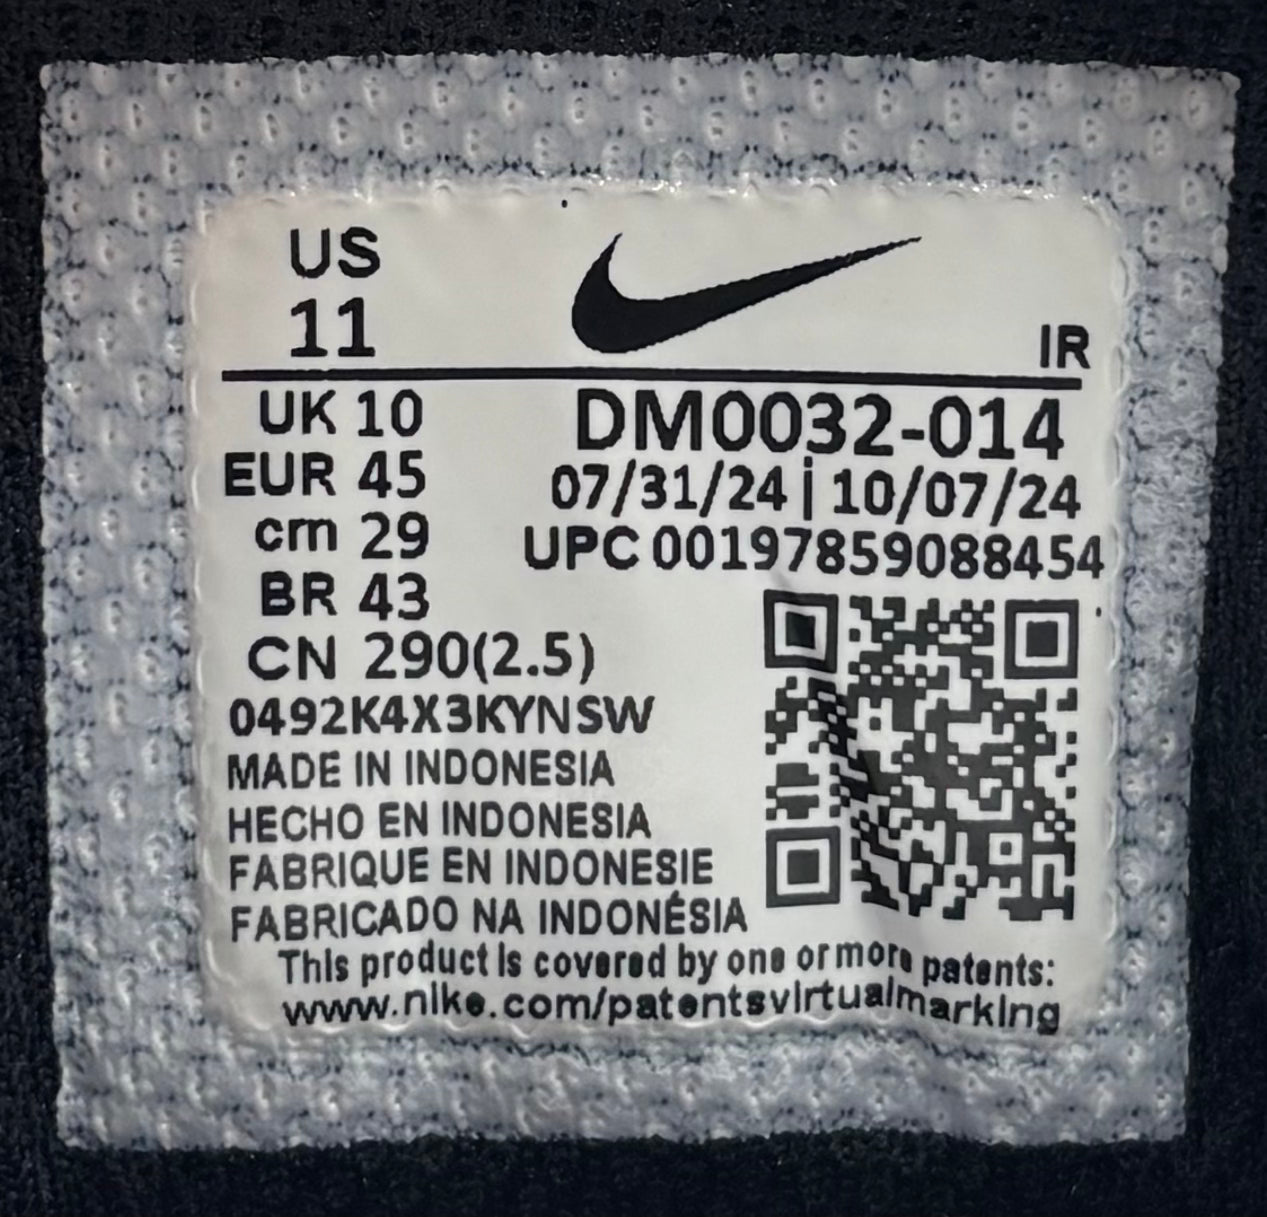 US
11
IR
UK 10
EUR 45
cm 29
BR 43
CN 290(2.5)
DM0032-014
07/31/24 | 10/07/24
UPC 00197859088454
0492K4X3KYNSW
MADE IN INDONESIA
HECHO EN INDONESIA
FABRIQUE EN INDONESIE
FABRICADO NA INDONÉSIA
This product is covered by one or more patents:
www.nike.com/patentsvirtualmarking